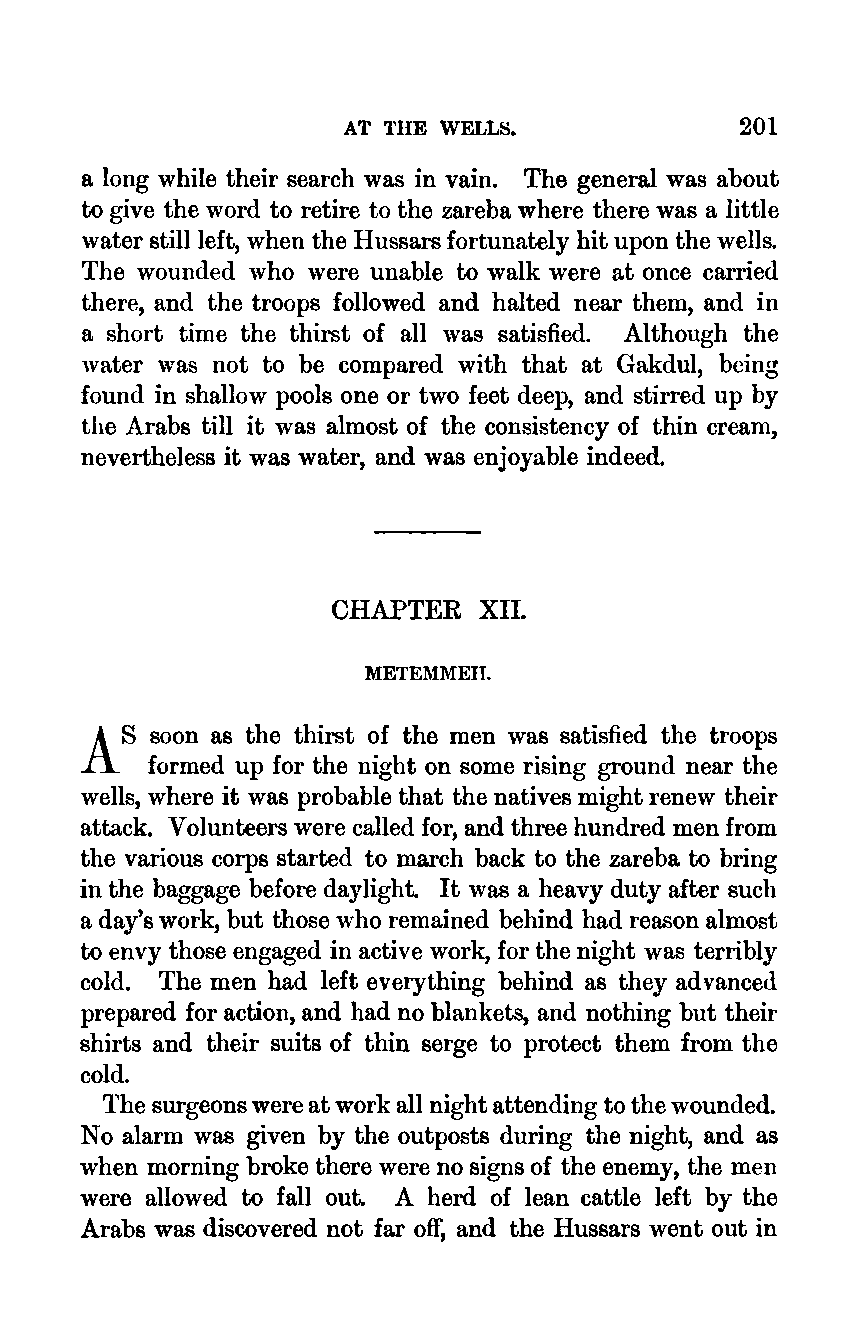 AT THE WELLS. 201
a long while their search was in vain. The general was about
to give the word to retire to the zareba where there was a little
water still left, when the Hussars fortunately hit upon the wells.
The wounded who were unable to walk were at once carried
there, and the troops followed and halted near them, and in
a short time the thirst of all was satisfied. Although the
water was not to be compared with that at Gakdul, being
found in shallow pools one or two feet deep, and stirred up by
the Arabs till it was almost of the consistency of thin cream,
nevertheless it was water, and was enjoyable indeed.
CHAPTER XII.
METEMMEH.
AS soon as the thirst of the men was satisfied the troops
formed up for the night on some rising ground near the
wells, where it was probable that the natives might renew their
attack. Volunteers were called for, and three hundred men from
the various corps started to march back to the zareba to bring
in the baggage before daylight. It was a heavy duty after such
a day's work, but those who remained behind had reason almost
to envy those engaged in active work, for the night was terribly
cold. The men had left everything behind as they advanced
prepared for action, and had no blankets, and nothing but their
shirts and their suits of thin serge to protect them from the
cold.
The surgeons were at work all night attending to the wounded.
No alarm was given by the outposts during the night, and as
when morning broke there were no signs of the enemy, the men
were allowed to fall out. A herd of lean cattle left by the
Arabs was discovered not far off, and the Hussars went out in